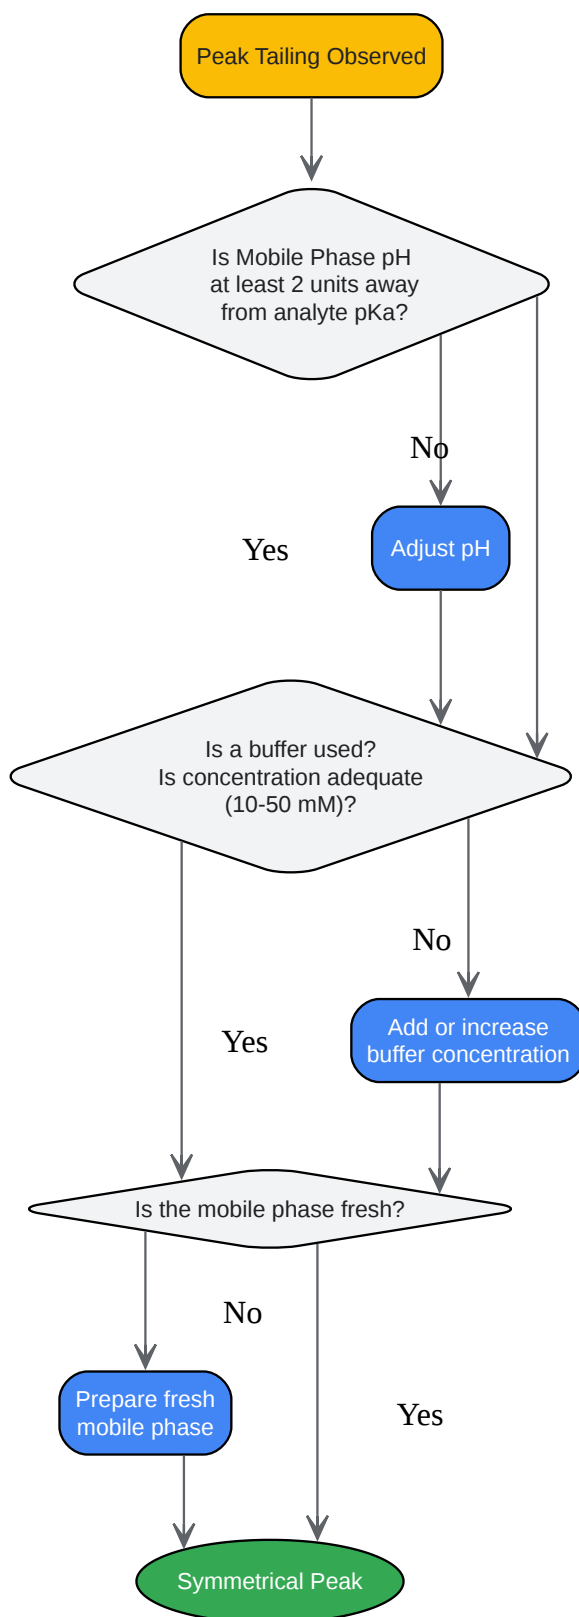 Peak Tailing Observed
Is Mobile Phase pH
at least 2 units away
from analyte pKa?
No
Yes
Adjust pH
Is a buffer used?
Is concentration adequate
(10-50 mM)?
No
Yes
Add or increase
buffer concentration
Is the mobile phase fresh?
No
Prepare fresh
mobile phase
Yes
Symmetrical Peak